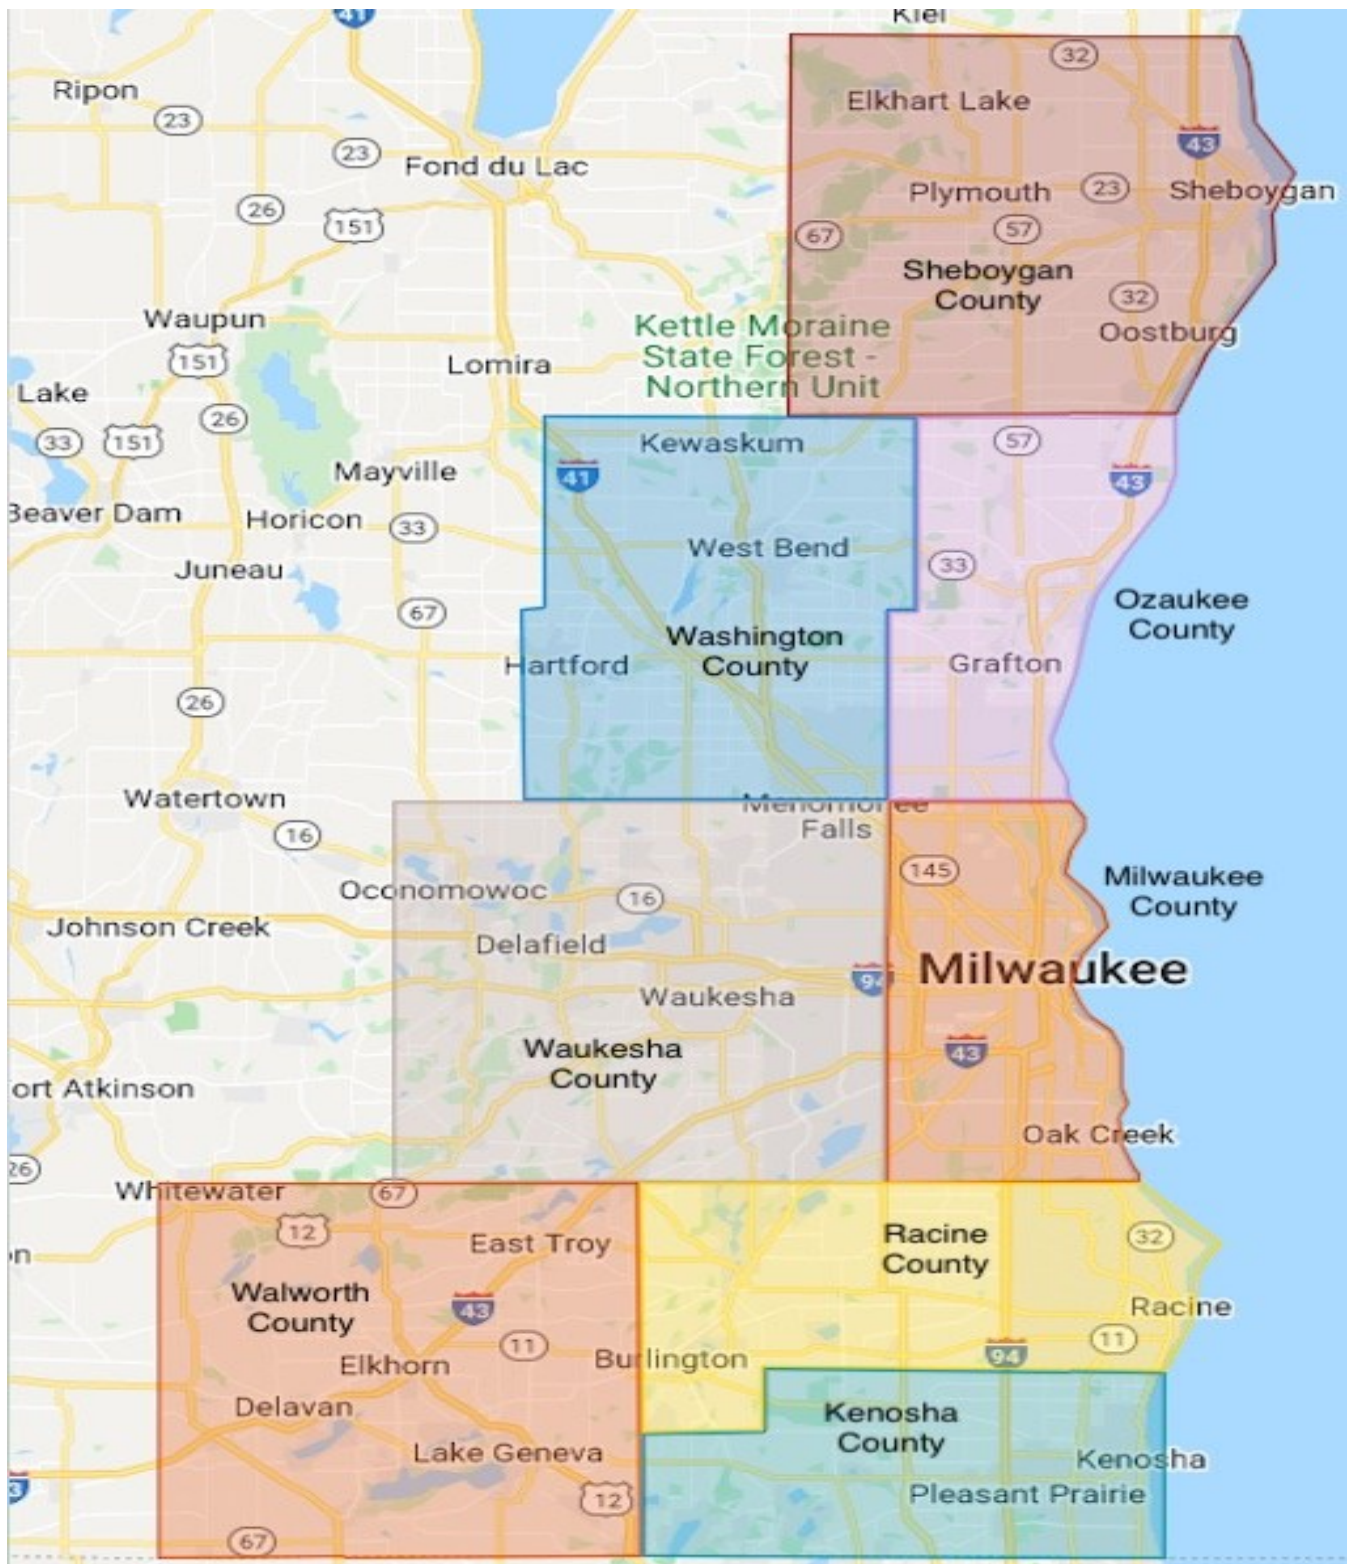 41
Kiel
32
Ripon
Elkhart Lake
23
43
23
Fond du Lac
Plymouth
23
Sheboygan
26
151
67
57
Sheboygan
County
32
Waupun
Kettle Moraine
State Forest -
Northern Unit
Oostburg
151
Lomira
Lake
26
33
151
Kewaskum
57
Mayville
41
43
Beaver Dam
Horicon
33
West Bend
33
Juneau
67
Ozaukee
County
Washington
County
Hartford
Grafton
26
Watertown
Menomonee
Falls
16
145
Oconomowoc
16
Milwaukee
County
Johnson Creek
Delafield
94
Milwaukee
Waukesha
Waukesha
County
43
ort Atkinson
Oak Creek
26
Whitewater
67
12
East Troy
Racine
County
32
on
Walworth
County
43
Racine
11
11
Elkhorn
Burlington
94
Delavan
Kenosha
County
Lake Geneva
Kenosha
12
Pleasant Prairie
67